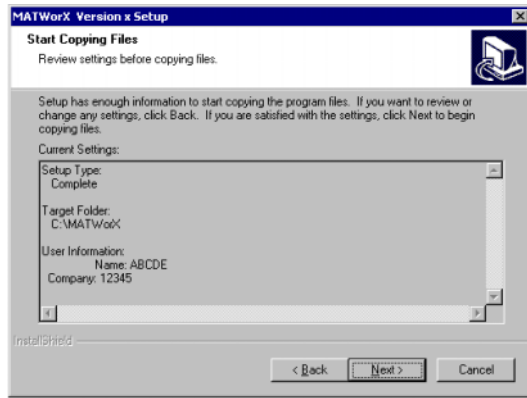 MATWorX Version x Setup
Start Copying Files
Review settings before copying files.
Setup has enough information to start copying the program files. If you want to review or
change any settings, click Back. If you are satisfied with the settings, click Next to begin
copying files.
Current Settings:
Setup Type:
Complete
Target Folder:
C:\MATWorX
User Information:
Name: ABCDE
Company: 12345
InstallShield
< Back
Next >
Cancel